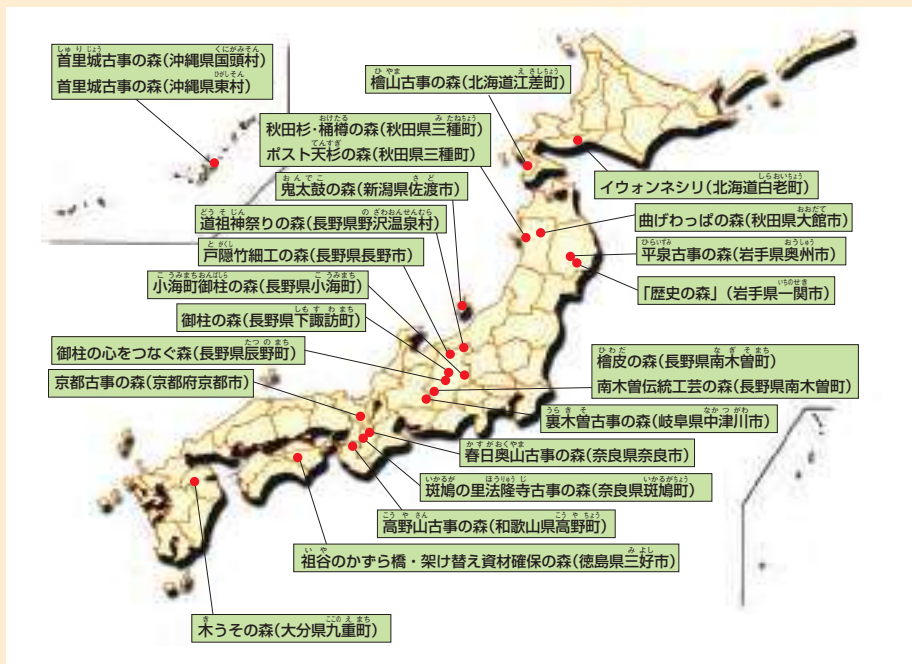 首里城古事の森(沖縄県国頭村)
首里城古事の森(沖縄県東村)
檜山古事の森(北海道江差町)
秋田杉・桶樽の森(秋田県三種町)
ポスト天杉の森(秋田県三種町)
鬼太鼓の森(新潟県佐渡市)
道祖神祭りの森(長野県野沢温泉村)
戸隠竹細工の森(長野県長野市)
小海町御柱の森(長野県小海町)
御柱の森(長野県下諏訪町)
御柱の心をつなぐ森(長野県辰野町)
京都古事の森(京都府京都市)
イウォンネシリ(北海道白老町)
曲げわっぱの森(秋田県大館市)
平泉古事の森(岩手県奥州市)
「歴史の森」(岩手県一関市)
檜皮の森(長野県南木曽町)
南木曽伝統工芸の森(長野県南木曽町)
裏木曽古事の森(岐阜県中津川市)
春日奥山古事の森(奈良県奈良市)
斑鳩の里法隆寺古事の森(奈良県斑鳩町)
高野山古事の森(和歌山県高野町)
祖谷のかずら橋・架け替え資材確保の森(徳島県三好市)
木うその森(大分県九重町)